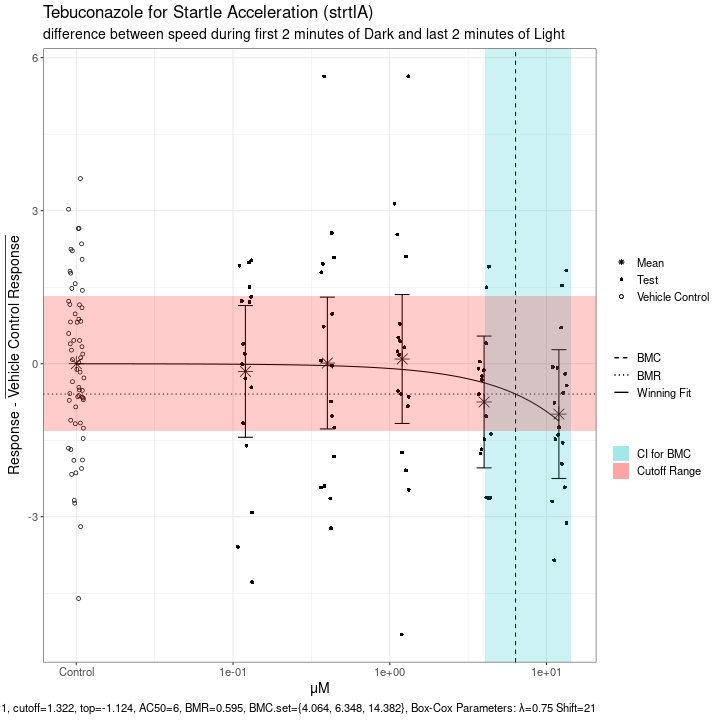 Tebuconazole for Startle Acceleration (strtlA)
difference between speed during first 2 minutes of Dark and last 2 minutes of Light
Response - Vehicle Control Response
6
3
0
-3
Control
1e-01
1e+00
1e+01
µM
Mean
Test
Vehicle Control
BMC
BMR
Winning Fit
CI for BMC
Cutoff Range
1, cutoff=1.322, top=-1.124, AC50=6, BMR=0.595, BMC.set={4.064, 6.348, 14.382}, Box-Cox Parameters: λ=0.75 Shift=21